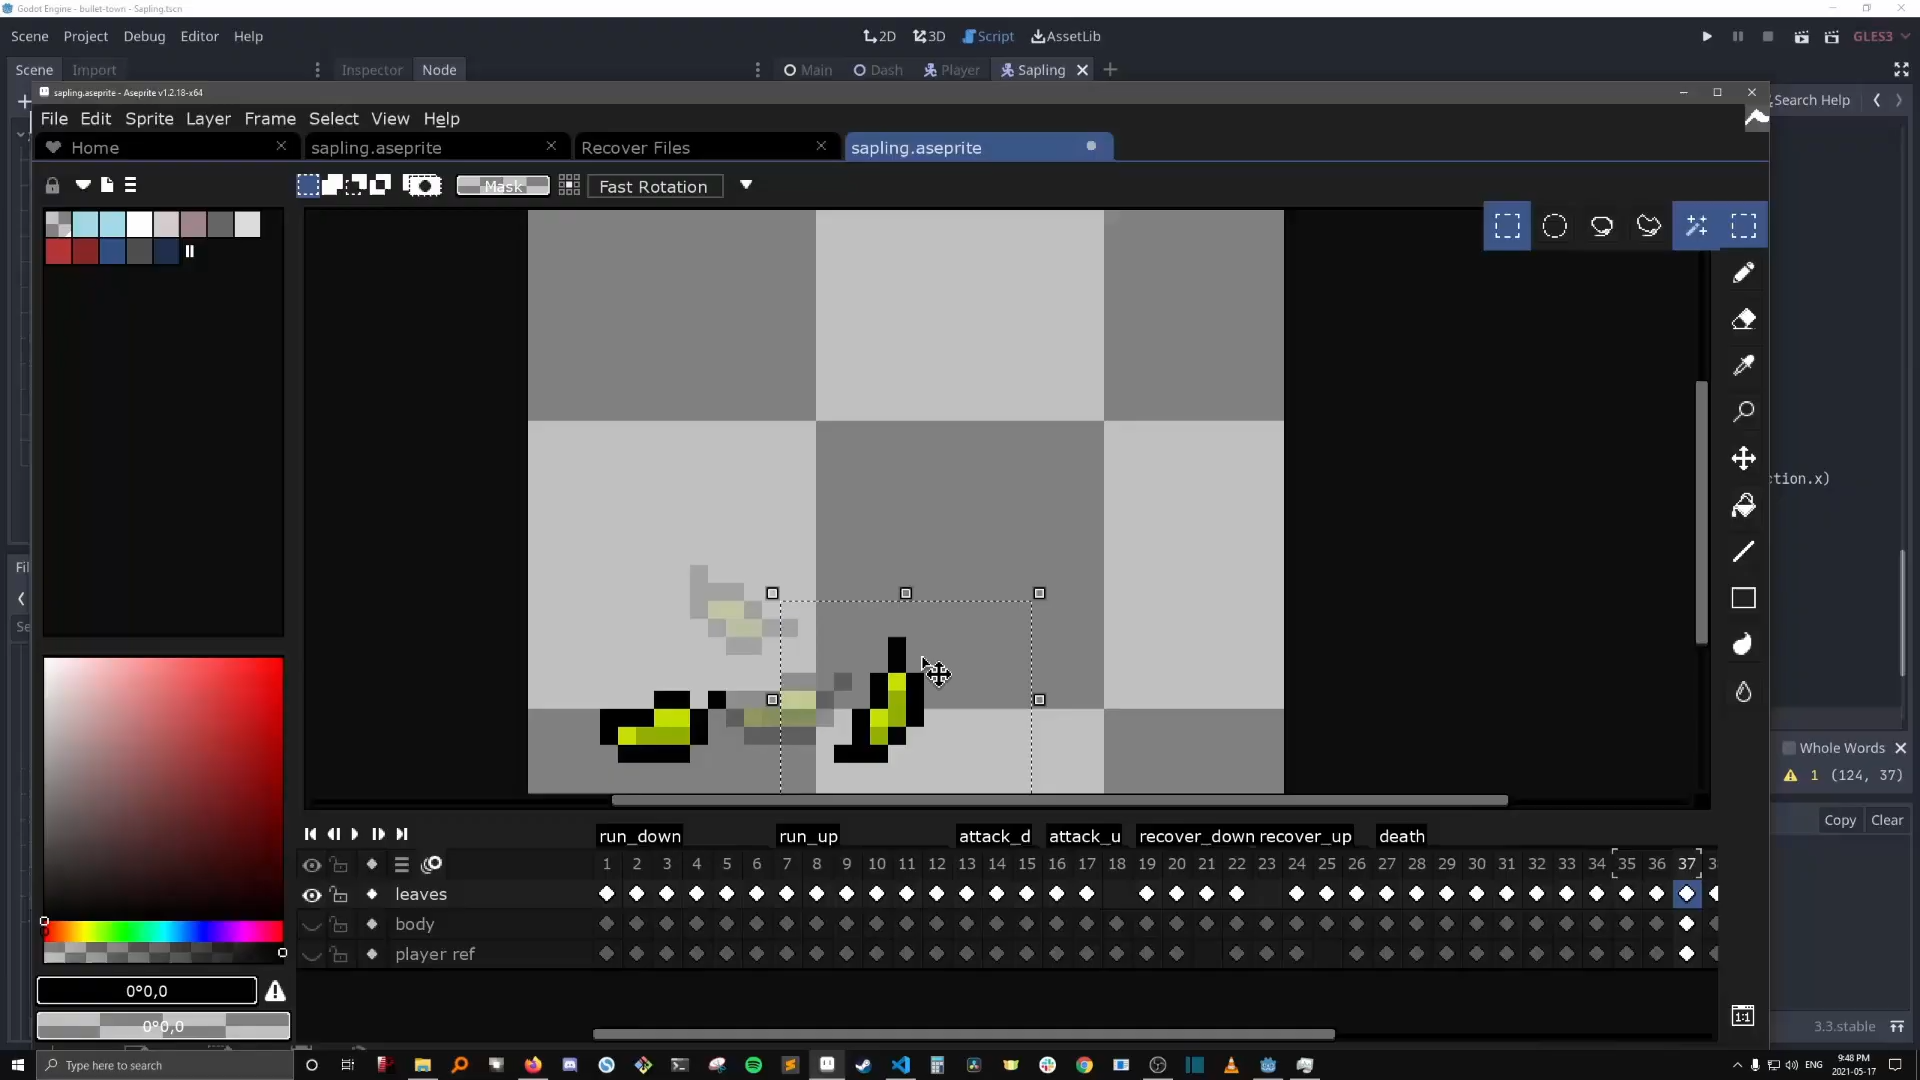 Godot Engine - bullet-town - Sapling.tscn
Scene Project Debug Editor Help
2D 3D Script AssetLib
GLES3
Scene Import
Inspector Node
Main Dash Player Sapling
sapling.aseprite - Aseprite v1.2.18-x64
Search Help
File Edit Sprite Layer Frame Select View Help
Home sapling.aseprite Recover Files sapling.aseprite
Mask Fast Rotation
ction.x)
Fil
Se
Whole Words
1 (124, 37)
Copy Clear
run_down run_up attack_d attack_u recover_down recover_up death
1 2 3 4 5 6 7 8 9 10 11 12 13 14 15 16 17 18 19 20 21 22 23 24 25 26 27 28 29 30 31 32 33 34 35 36 37 3
leaves
body
player ref
0°0,0
0°0,0
1:1
3.3.stable
Type here to search
ENG
9:48 PM
2021-05-17